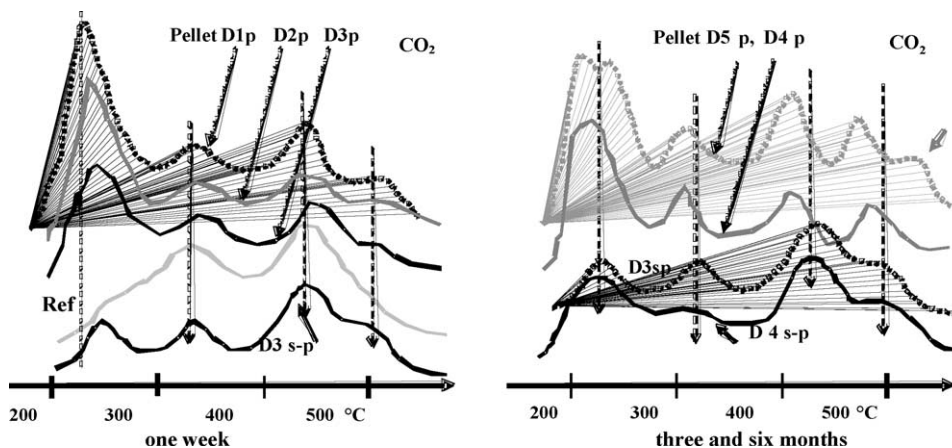 Pellet D1p D2p D3p
CO₂
Ref
D3 s-p
200 300 400 500 °C
one week
Pellet D5 p, D4 p
CO₂
D3sp
D 4 s-p
200 300 400 500 °C
three and six months